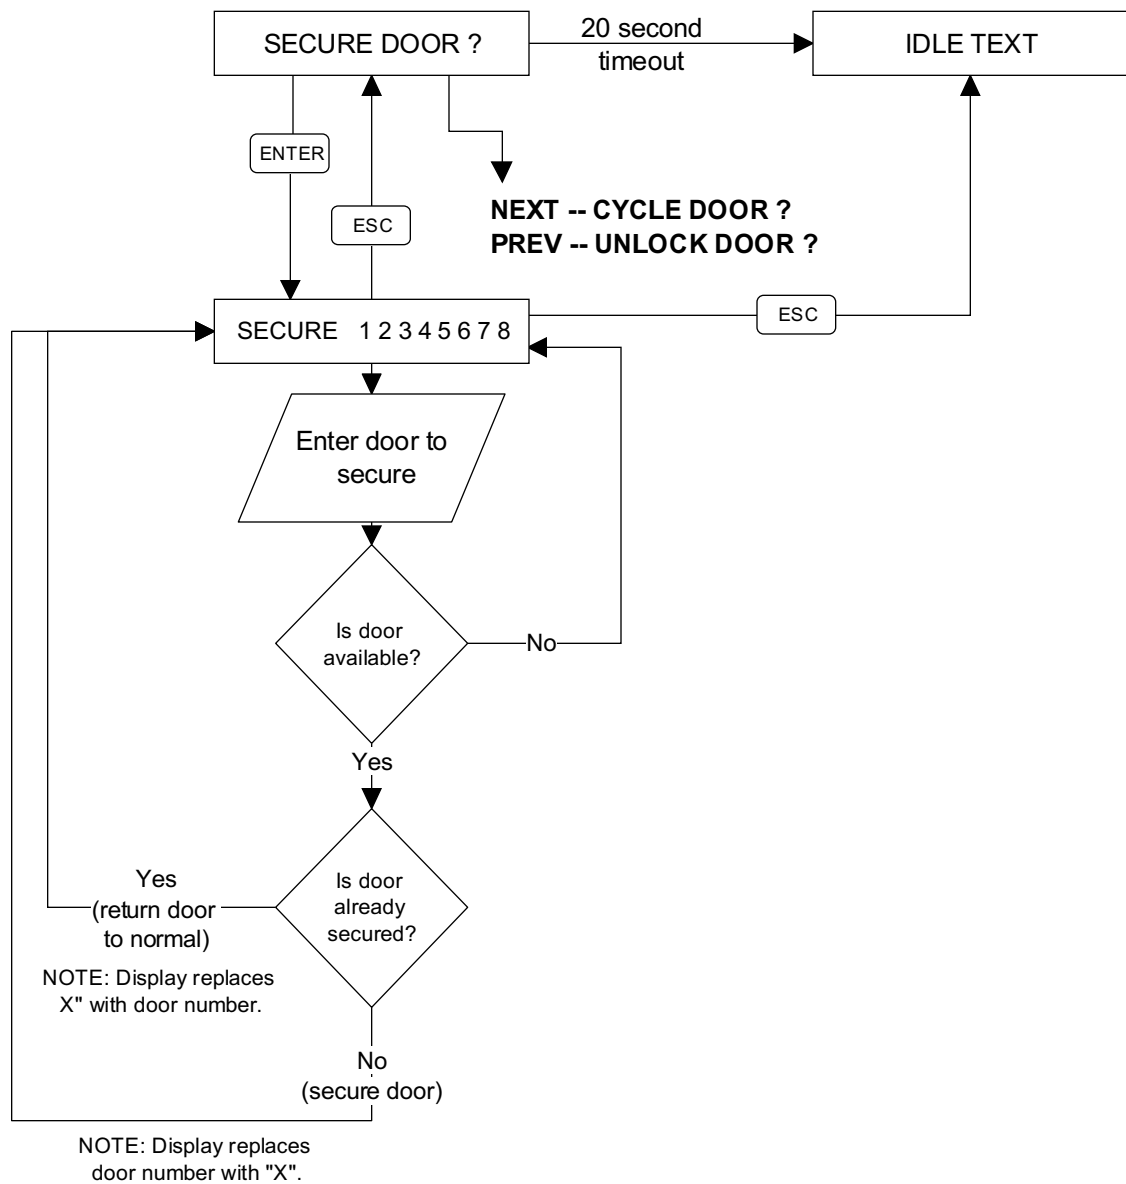 SECURE DOOR ?
20 second
timeout
IDLE TEXT
ENTER
ESC
NEXT -- CYCLE DOOR ?
PREV -- UNLOCK DOOR ?
SECURE 1 2 3 4 5 6 7 8
ESC
Enter door to
secure
Is door
available?
No
Yes
Is door
already
secured?
Yes
(return door
to normal)
NOTE: Display replaces
X" with door number.
No
(secure door)
NOTE: Display replaces
door number with "X".